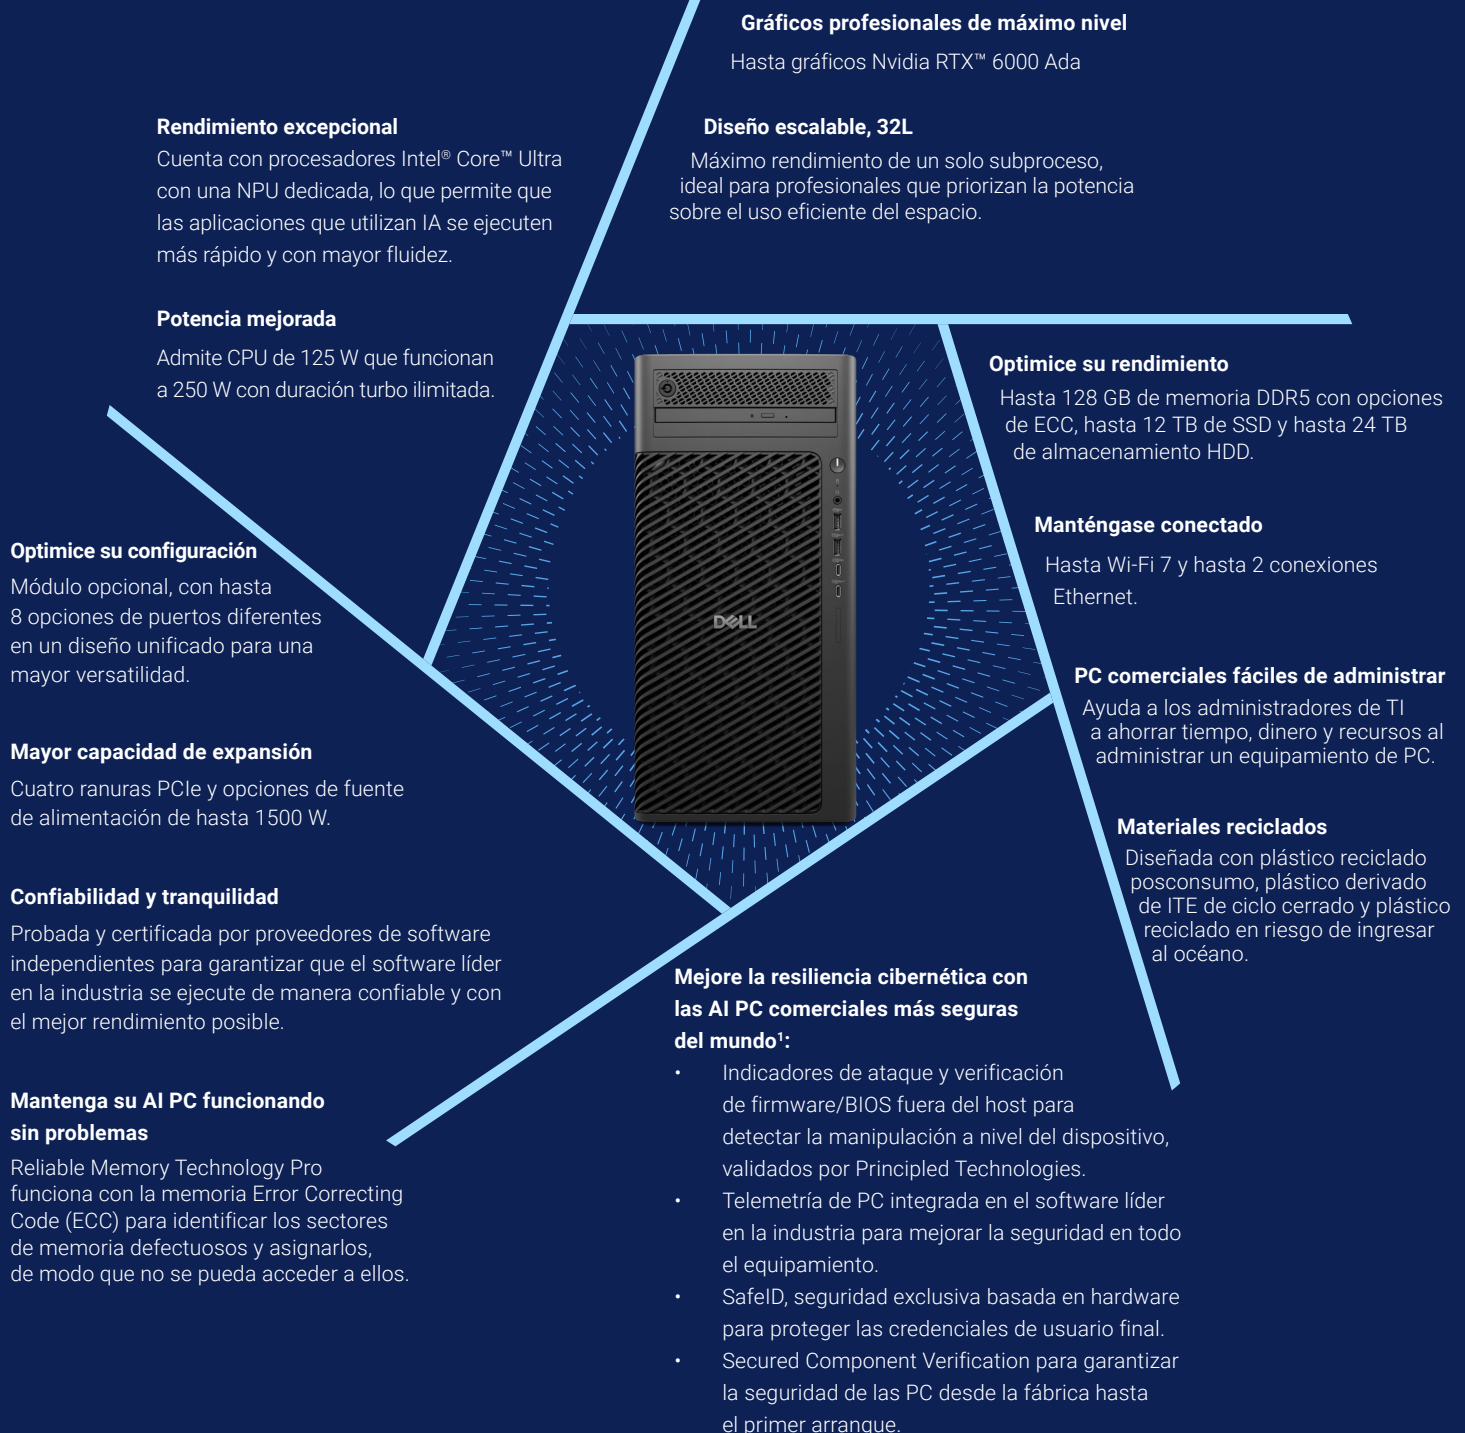 Gráficos profesionales de máximo nivel
Hasta gráficos Nvidia RTX™ 6000 Ada
Diseño escalable, 32L
Máximo rendimiento de un solo subproceso,
ideal para profesionales que priorizan la potencia
sobre el uso eficiente del espacio.
Rendimiento excepcional
Cuenta con procesadores Intel® Core™ Ultra
con una NPU dedicada, lo que permite que
las aplicaciones que utilizan IA se ejecuten
más rápido y con mayor fluidez.
Potencia mejorada
Admite CPU de 125 W que funcionan
a 250 W con duración turbo ilimitada.
Optimice su rendimiento
Hasta 128 GB de memoria DDR5 con opciones
de ECC, hasta 12 TB de SSD y hasta 24 TB
de almacenamiento HDD.
Manténgase conectado
Hasta Wi-Fi 7 y hasta 2 conexiones
Ethernet.
PC comerciales fáciles de administrar
Ayuda a los administradores de TI
a ahorrar tiempo, dinero y recursos al
administrar un equipamiento de PC.
Materiales reciclados
Diseñada con plástico reciclado
posconsumo, plástico derivado
de ITE de ciclo cerrado y plástico
reciclado en riesgo de ingresar
al océano.
DELL
Optimice su configuración
Módulo opcional, con hasta
8 opciones de puertos diferentes
en un diseño unificado para una
mayor versatilidad.
Mayor capacidad de expansión
Cuatro ranuras PCIe y opciones de fuente
de alimentación de hasta 1500 W.
Confiabilidad y tranquilidad
Probada y certificada por proveedores de software
independientes para garantizar que el software líder
en la industria se ejecute de manera confiable y con
el mejor rendimiento posible.
Mantenga su AI PC funcionando
sin problemas
Reliable Memory Technology Pro
funciona con la memoria Error Correcting
Code (ECC) para identificar los sectores
de memoria defectuosos y asignarlos,
de modo que no se pueda acceder a ellos.
Mejore la resiliencia cibernética con
las AI PC comerciales más seguras
del mundo¹:
• Indicadores de ataque y verificación
de firmware/BIOS fuera del host para
detectar la manipulación a nivel del dispositivo,
validados por Principled Technologies.
• Telemetría de PC integrada en el software líder
en la industria para mejorar la seguridad en todo
el equipamiento.
• SafeID, seguridad exclusiva basada en hardware
para proteger las credenciales de usuario final.
• Secured Component Verification para garantizar
la seguridad de las PC desde la fábrica hasta
el primer arranque.